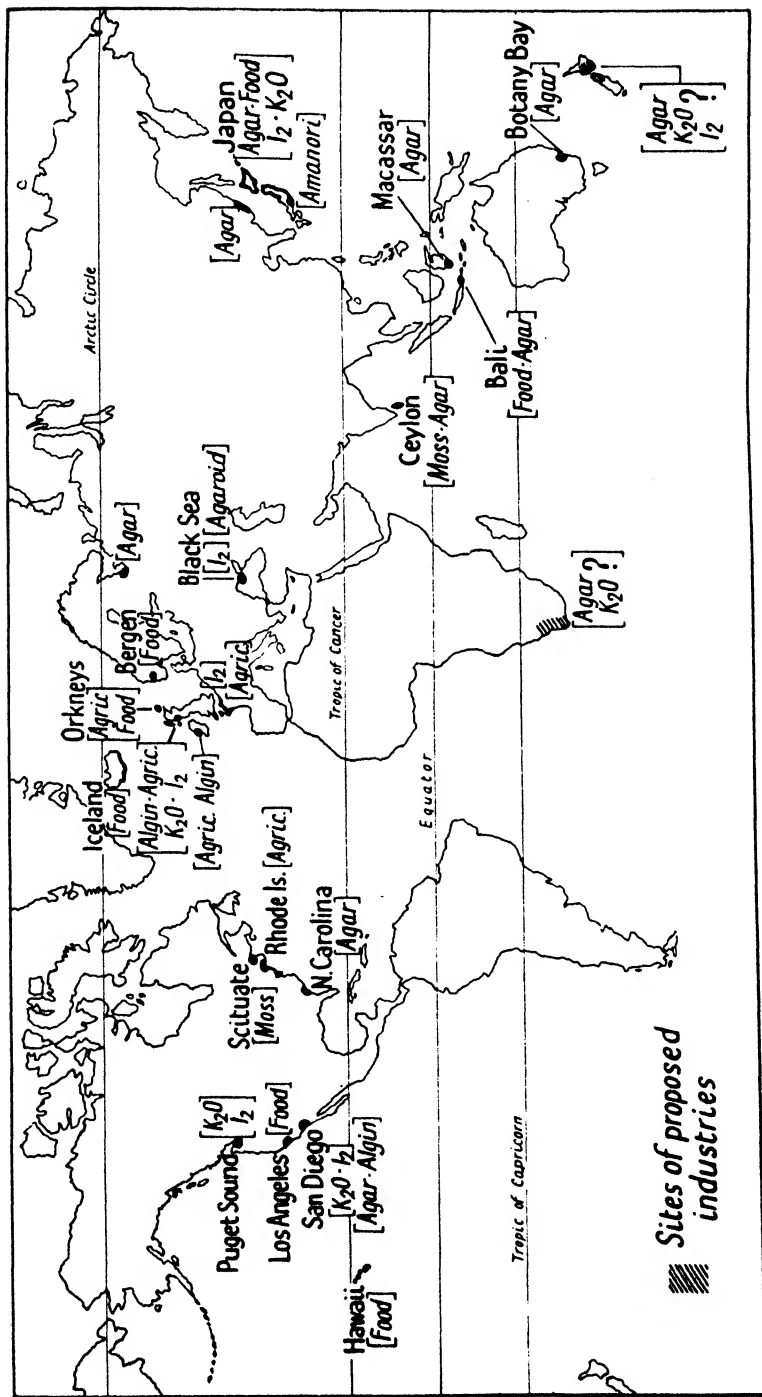 Arctic Circle
Iceland
[Food]
[Algin·Agric.
K₂O · I₂]
[Agric. Algin]
Orkneys
[Agric
Food]
Bergen
[Food]
[I₂
Agric.]
[Agar]
Black Sea
[I₂] [Agaroid]
[Agar]
Japan
[Agar·Food
I₂ · K₂O]
[Amanori]
Puget Sound
[K₂O
I₂]
Los Angeles [Food]
San Diego
[K₂O · I₂
Agar·Algin]
Hawaii
[Food]
Scituate
[Moss]
Rhode Is. [Agric.]
N. Carolina
[Agar]
Tropic of Cancer
Equator
Ceylon
[Moss·Agar]
Macassar
[Agar]
Bali
[Food·Agar]
Botany Bay
[Agar]
Tropic of Capricorn
[Agar
K₂O ?]
[Agar
K₂O ?
I₂]
Sites of proposed
industries